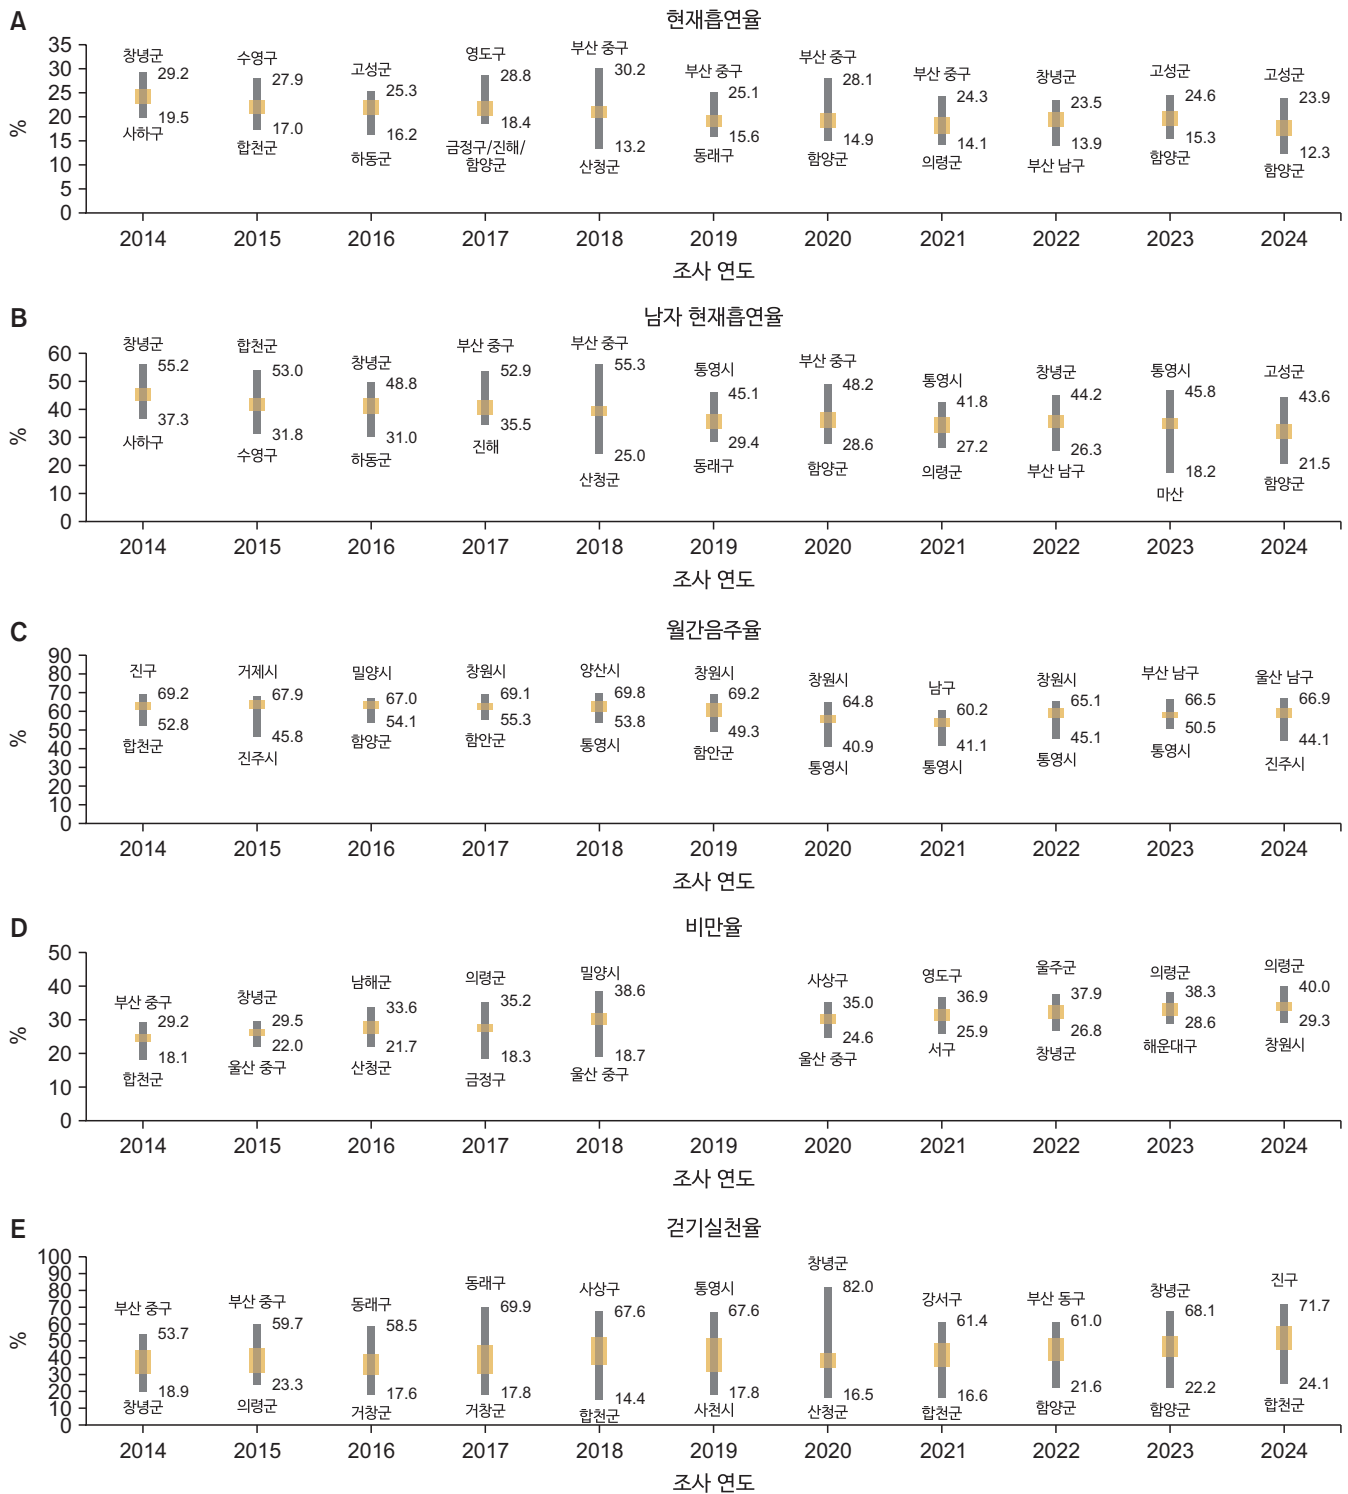 A
현재흡연율
%
35
30
25
20
15
10
5
0
창녕군 29.2 19.5 사하구
수영구 27.9 17.0 합천군
고성군 25.3 16.2 하동군
영도구 28.8 18.4 금정구/진해/
함양군
부산 중구 30.2 13.2 산청군
부산 중구 25.1 15.6 동래구
부산 중구 28.1 14.9 함양군
부산 중구 24.3 14.1 의령군
창녕군 23.5 13.9 부산 남구
고성군 24.6 15.3 함양군
고성군 23.9 12.3 함양군
2014 2015 2016 2017 2018 2019 2020 2021 2022 2023 2024
조사 연도
B
남자 현재흡연율
%
60
50
40
30
20
10
0
창녕군 55.2 37.3 사하구
합천군 53.0 31.8 수영구
창녕군 48.8 31.0 하동군
부산 중구 52.9 35.5 진해
부산 중구 55.3 25.0 산청군
통영시 45.1 29.4 동래구
부산 중구 48.2 28.6 함양군
통영시 41.8 27.2 의령군
창녕군 44.2 26.3 부산 남구
통영시 45.8 18.2 마산
고성군 43.6 21.5 함양군
2014 2015 2016 2017 2018 2019 2020 2021 2022 2023 2024
조사 연도
C
월간음주율
%
90
80
70
60
50
40
30
20
10
0
진구 69.2 52.8 합천군
거제시 67.9 45.8 진주시
밀양시 67.0 54.1 함양군
창원시 69.1 55.3 함안군
양산시 69.8 53.8 통영시
창원시 69.2 49.3 함안군
창원시 64.8 40.9 통영시
남구 60.2 41.1 통영시
창원시 65.1 45.1 통영시
부산 남구 66.5 50.5 통영시
울산 남구 66.9 44.1 진주시
2014 2015 2016 2017 2018 2019 2020 2021 2022 2023 2024
조사 연도
D
비만율
%
50
40
30
20
10
0
부산 중구 29.2 18.1 합천군
창녕군 29.5 22.0 울산 중구
남해군 33.6 21.7 산청군
의령군 35.2 18.3 금정구
밀양시 38.6 18.7 울산 중구
사상구 35.0 24.6 울산 중구
영도구 36.9 25.9 서구
울주군 37.9 26.8 창녕군
의령군 38.3 28.6 해운대구
의령군 40.0 29.3 창원시
2014 2015 2016 2017 2018 2019 2020 2021 2022 2023 2024
조사 연도
E
걷기실천율
%
100
90
80
70
60
50
40
30
20
10
0
부산 중구 53.7 18.9 창녕군
부산 중구 59.7 23.3 의령군
동래구 58.5 17.6 거창군
동래구 69.9 17.8 거창군
사상구 67.6 14.4 합천군
통영시 67.6 17.8 사천시
창녕군 82.0 16.5 산청군
강서구 61.4 16.6 합천군
부산 동구 61.0 21.6 함양군
창녕군 68.1 22.2 함양군
진구 71.7 24.1 합천군
2014 2015 2016 2017 2018 2019 2020 2021 2022 2023 2024
조사 연도